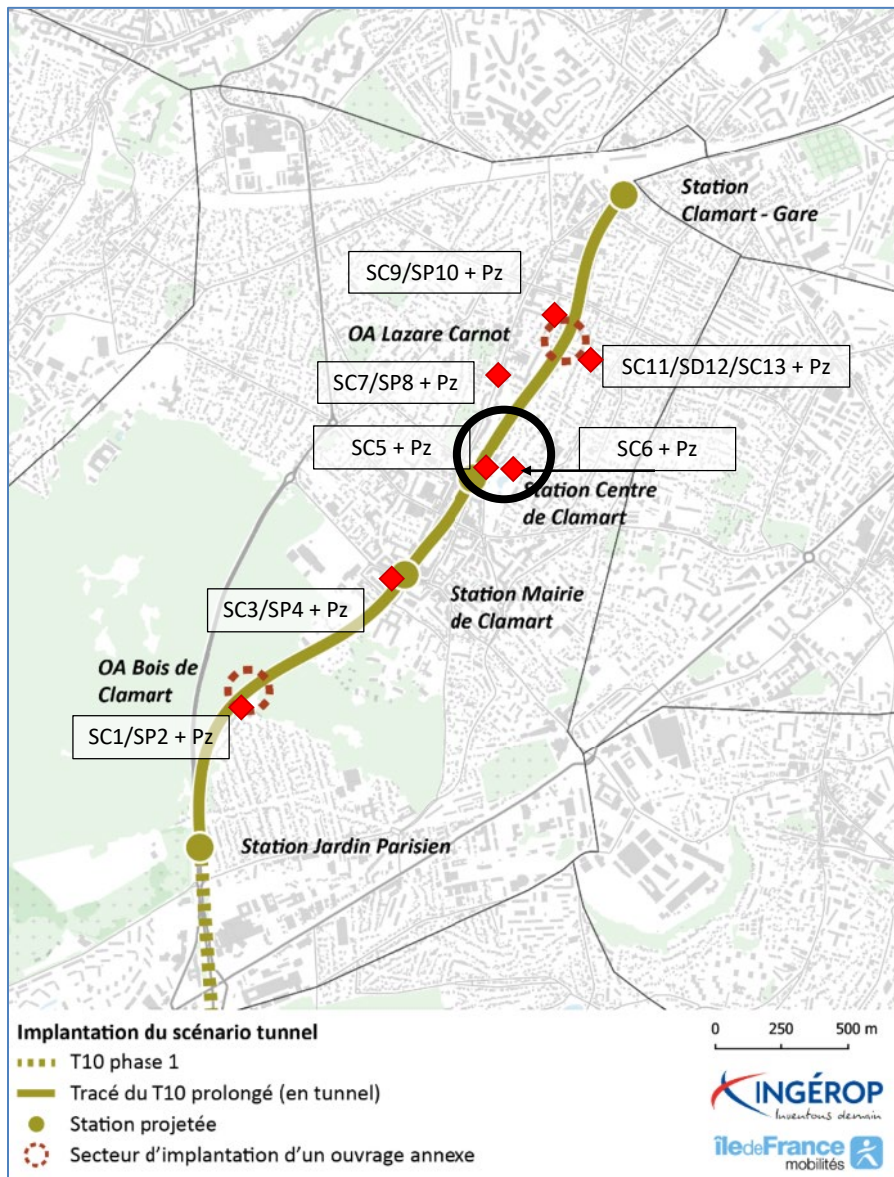 Station
Clamart - Gare
SC9/SP10 + Pz
OA Lazare Carnot
SC7/SP8 + Pz
SC11/SD12/SC13 + Pz
SC5 + Pz
SC6 + Pz
Station Centre
de Clamart
SC3/SP4 + Pz
Station Mairie
de Clamart
OA Bois de
Clamart
SC1/SP2 + Pz
Station Jardin Parisien
Implantation du scénario tunnel
T10 phase 1
Tracé du T10 prolongé (en tunnel)
Station projetée
Secteur d'implantation d'un ouvrage annexe
0 250 500 m
INGÉROP
Inventons demain
îledeFrance
mobilités